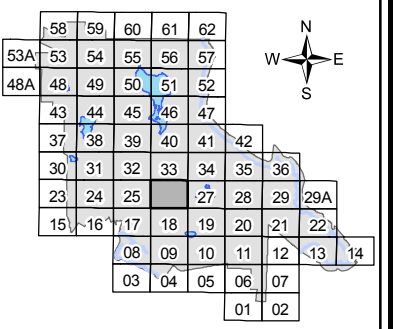 58 59 60 61 62
N
53A 53 54 55 56 57
W E
48A 48 49 50 51 52
S
43 44 45 46 47
37 38 39 40 41 42
30 31 32 33 34 35 36
23 24 25 27 28 29 29A
15 16 17 18 19 20 21 22
08 09 10 11 12 13 14
03 04 05 06 07
01 02